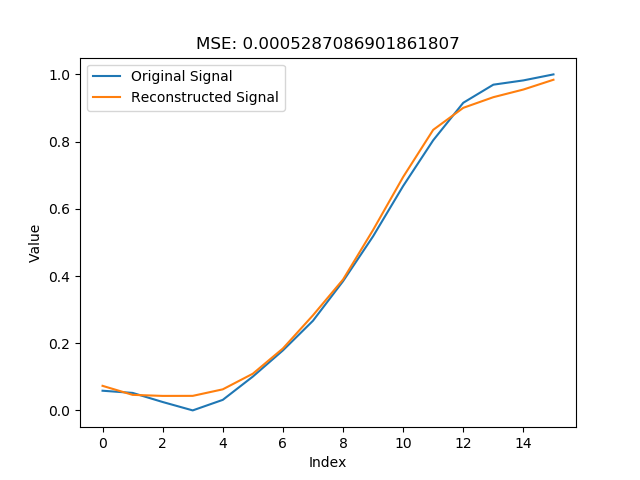 MSE: 0.0005287086901861807
Original Signal
Reconstructed Signal
1.0
0.8
0.6
0.4
0.2
0.0
Value
0 2 4 6 8 10 12 14
Index